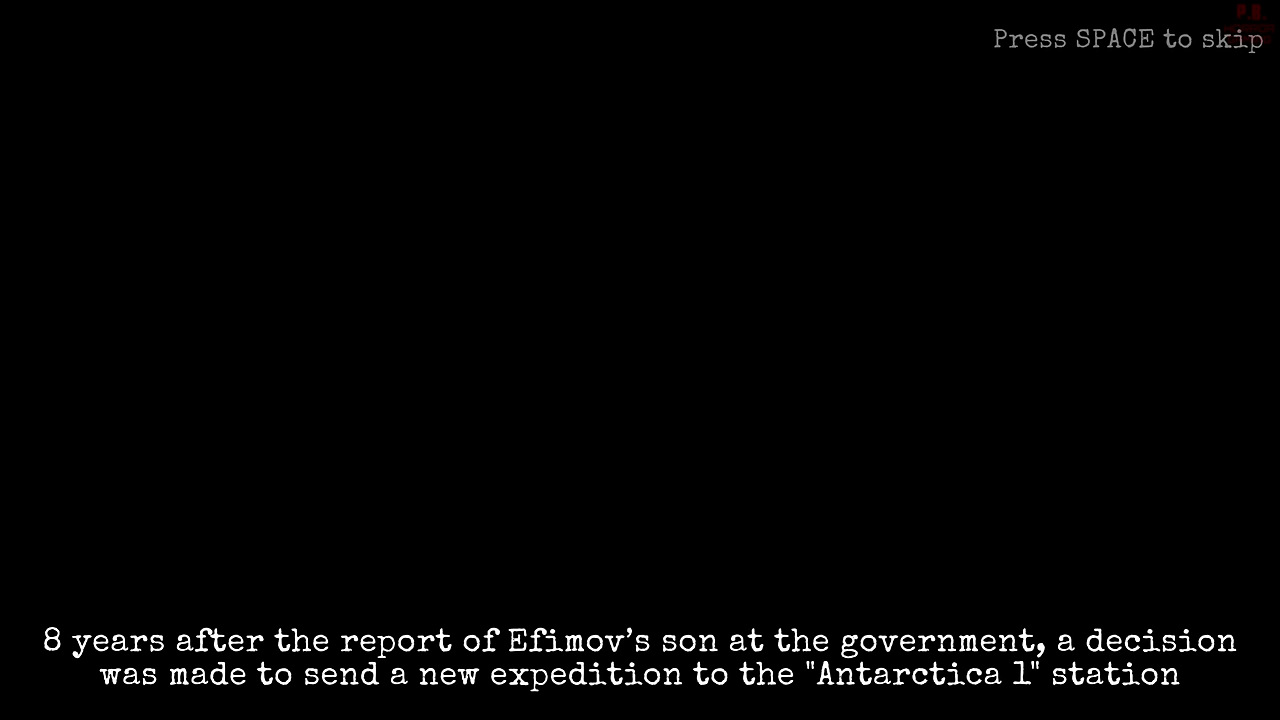 Press SPACE to skip
8 years after the report of Efimov’s son at the government, a decision
was made to send a new expedition to the "Antarctica 1" station